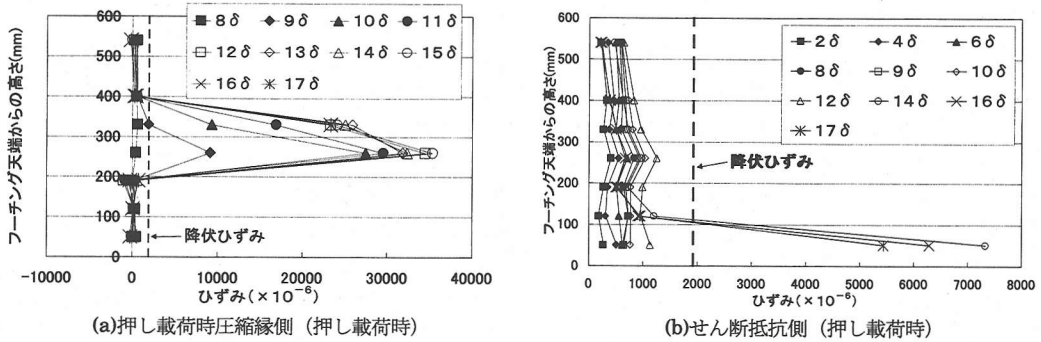 フーチング天端からの高さ(mm)
600
500
400
300
200
100
0
-10000
0
10000
20000
30000
40000
ひずみ(×10⁻⁶)
8δ 9δ 10δ 11δ
12δ 13δ 14δ 15δ
16δ 17δ
降伏ひずみ
(a)押し載荷時圧縮縁側（押し載荷時）
フーチング天端からの高さ(mm)
600
500
400
300
200
100
0
0
1000
2000
3000
4000
5000
6000
7000
8000
ひずみ(×10⁻⁶)
2δ 4δ 6δ
8δ 9δ 10δ
12δ 14δ 16δ
17δ
降伏ひずみ
(b)せん断抵抗側（押し載荷時）